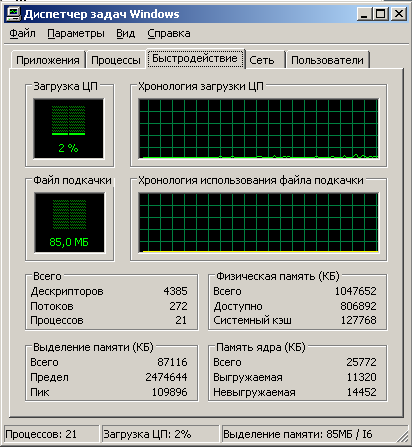 Диспетчер задач Windows
Файл Параметры Вид Справка
Приложения Процессы Быстродействие Сеть Пользователи
Загрузка ЦП Хронология загрузки ЦП
2 %
Файл подкачки Хронология использования файла подкачки
85,0 МБ
Всего Физическая память (КБ)
Дескрипторов 4385 Всего 1047652
Потоков 272 Доступно 806892
Процессов 21 Системный кэш 127768
Выделение памяти (КБ) Память ядра (КБ)
Всего 87116 Всего 25772
Предел 2474644 Выгружаемая 11320
Пик 109896 Невыгружаемая 14452
Процессов: 21 Загрузка ЦП: 2% Выделение памяти: 85МБ / I6